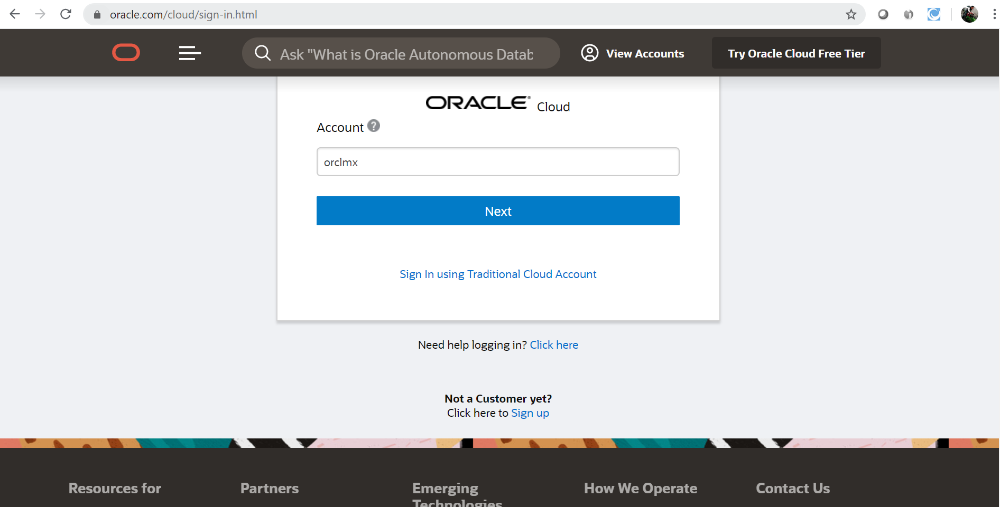 oracle.com/cloud/sign-in.html
Ask "What is Oracle Autonomous Datab
View Accounts
Try Oracle Cloud Free Tier
ORACLE® Cloud
Account ?
orclmx
Next
Sign In using Traditional Cloud Account
Need help logging in? Click here
Not a Customer yet?
Click here to Sign up
Resources for
Partners
Emerging
Technologies
How We Operate
Contact Us